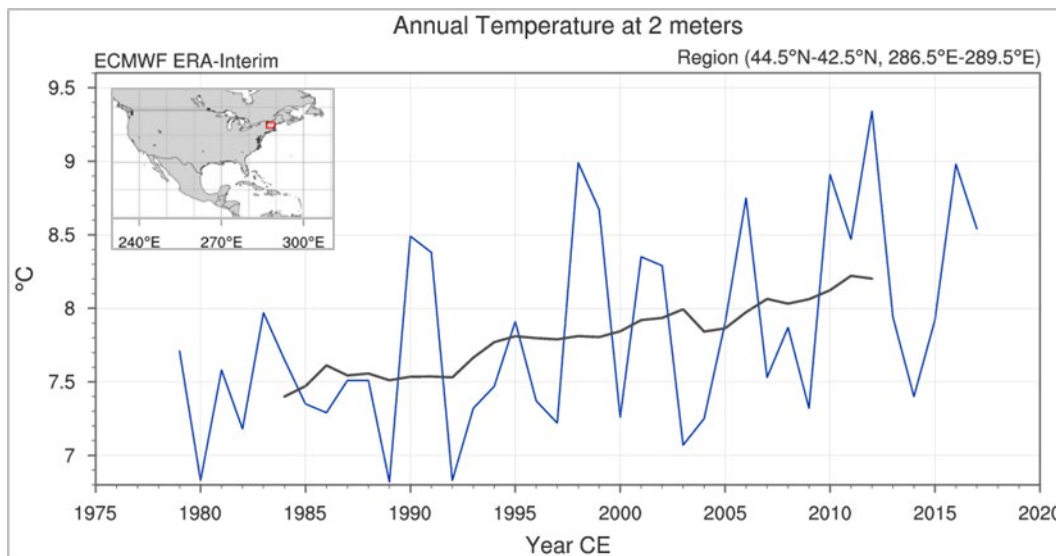 Annual Temperature at 2 meters
ECMWF ERA-Interim
Region (44.5°N-42.5°N, 286.5°E-289.5°E)
9.5
9
8.5
8
7.5
7
°C
240°E 270°E 300°E
1975 1980 1985 1990 1995 2000 2005 2010 2015 2020
Year CE